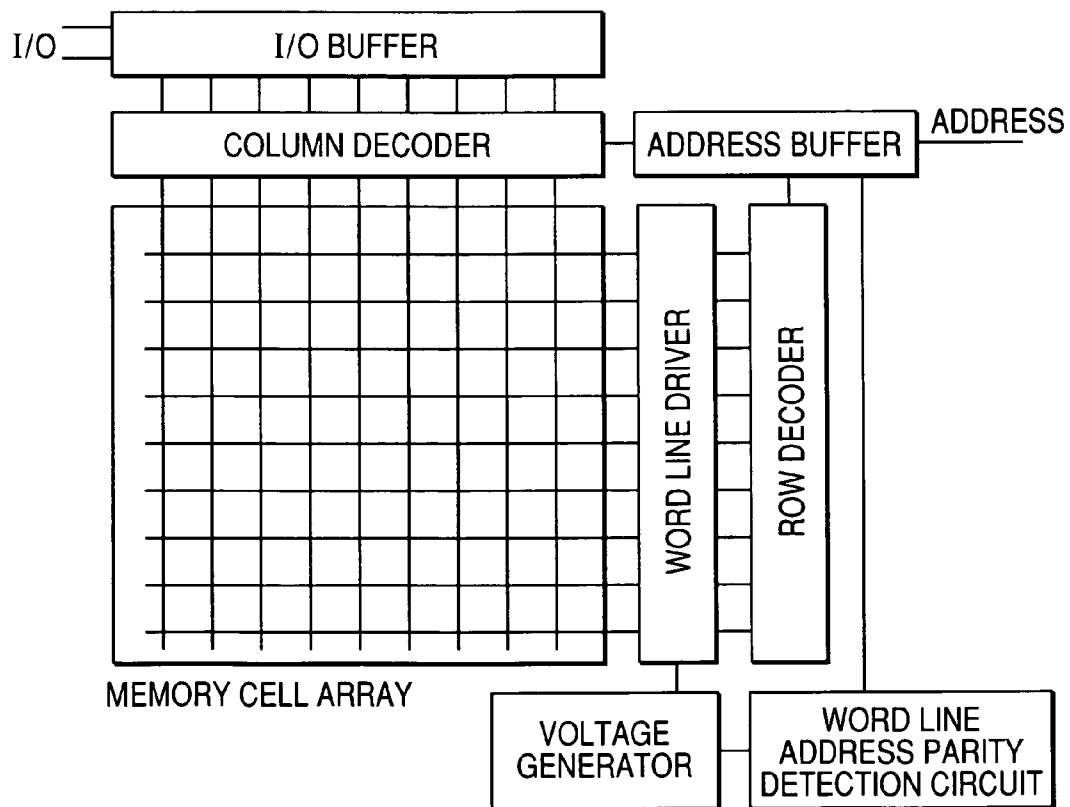 I/O
I/O BUFFER
COLUMN DECODER
ADDRESS BUFFER
ADDRESS
WORD LINE DRIVER
ROW DECODER
MEMORY CELL ARRAY
VOLTAGE
GENERATOR
WORD LINE
ADDRESS PARITY
DETECTION CIRCUIT